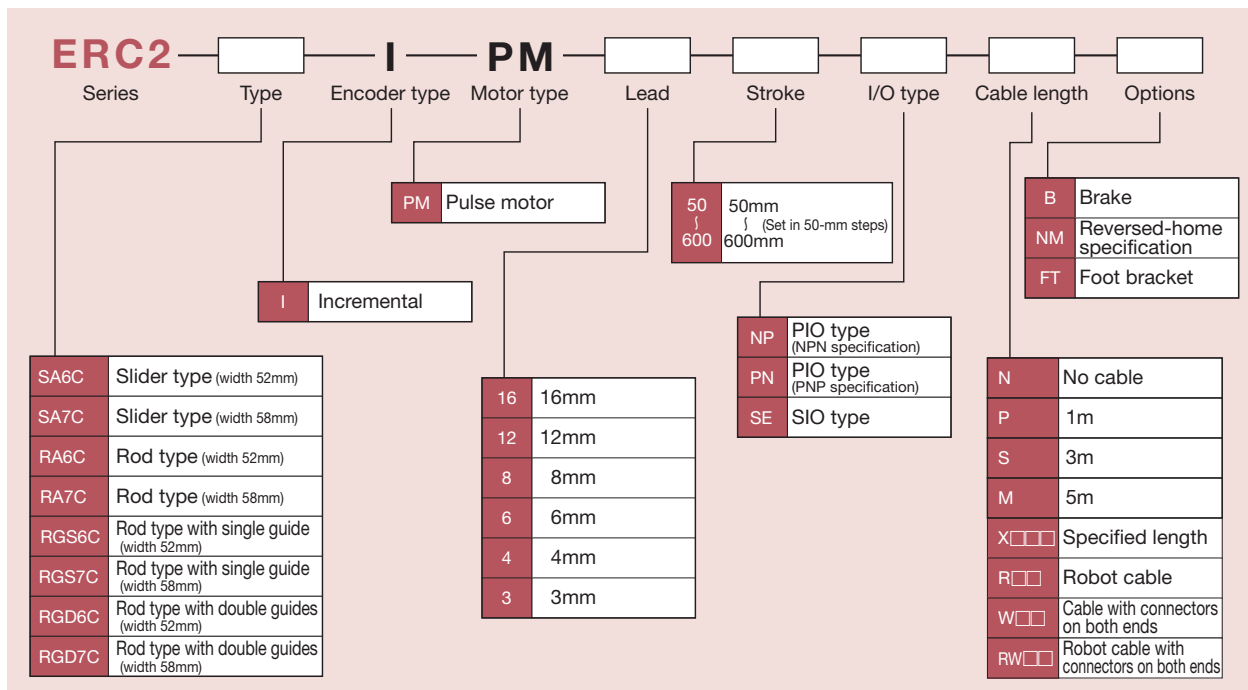 ERC2 I PM
Series Type Encoder type Motor type Lead Stroke I/O type Cable length Options
PM Pulse motor
I Incremental
SA6C Slider type (width 52mm)
SA7C Slider type (width 58mm)
RA6C Rod type (width 52mm)
RA7C Rod type (width 58mm)
RGS6C Rod type with single guide
(width 52mm)
RGS7C Rod type with single guide
(width 58mm)
RGD6C Rod type with double guides
(width 52mm)
RGD7C Rod type with double guides
(width 58mm)
16 16mm
12 12mm
8 8mm
6 6mm
4 4mm
3 3mm
50 50mm
∫ ∫ (Set in 50-mm steps)
600 600mm
NP PIO type
(NPN specification)
PN PIO type
(PNP specification)
SE SIO type
N No cable
P 1m
S 3m
M 5m
X□□□ Specified length
R□□ Robot cable
W□□ Cable with connectors
on both ends
RW□□ Robot cable with
connectors on both ends
B Brake
NM Reversed-home
specification
FT Foot bracket